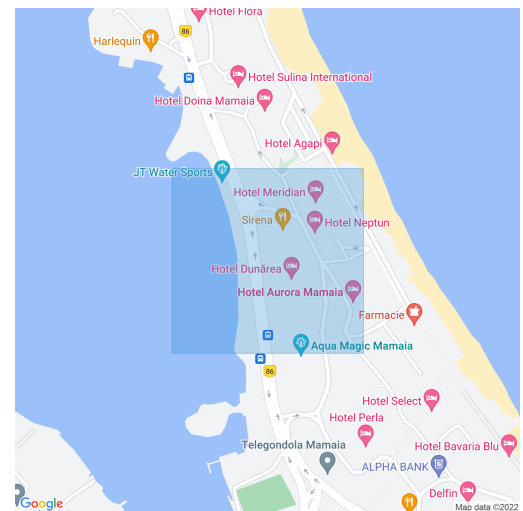 Hotel Flora
86
Harlequin
Hotel Sulina International
Hotel Doina Mamaia
Hotel Agapi
JT Water Sports
Hotel Meridian
Sirena
Hotel Neptun
Hotel Dunărea
Hotel Aurora Mamaia
Farmacie
Aqua Magic Mamaia
86
Hotel Select
Hotel Perla
Telegondola Mamaia
Hotel Bavaria Blu
ALPHA BANK
Delfin
Google
Map data ©2022